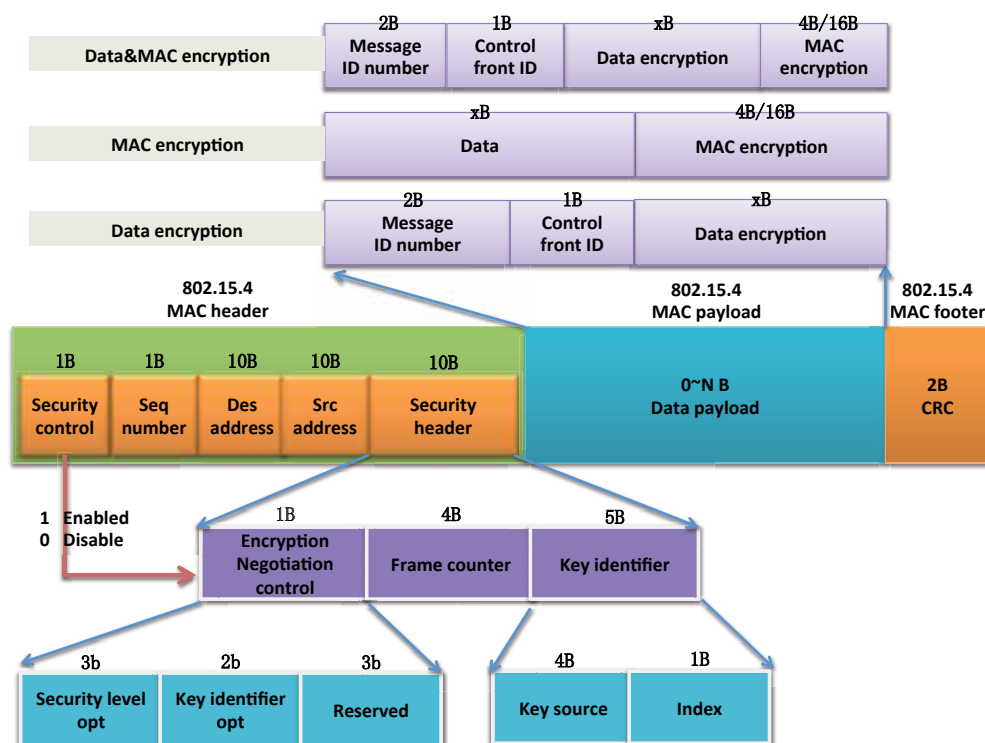 2B 1B xB 4B/16B
Data&MAC encryption
Message
ID number
Control
front ID
Data encryption
MAC
encryption
xB 4B/16B
MAC encryption
Data
MAC encryption
2B 1B xB
Data encryption
Message
ID number
Control
front ID
Data encryption
802.15.4
MAC header
802.15.4
MAC payload
802.15.4
MAC footer
1B 1B 10B 10B 10B
Security
control
Seq
number
Des
address
Src
address
Security
header
0~N B
Data payload
2B
CRC
1 Enabled
0 Disable
1B 4B 5B
Encryption
Negotiation
control
Frame counter
Key identifier
3b 2b 3b 4B 1B
Security level
opt
Key identifier
opt
Reserved
Key source
Index